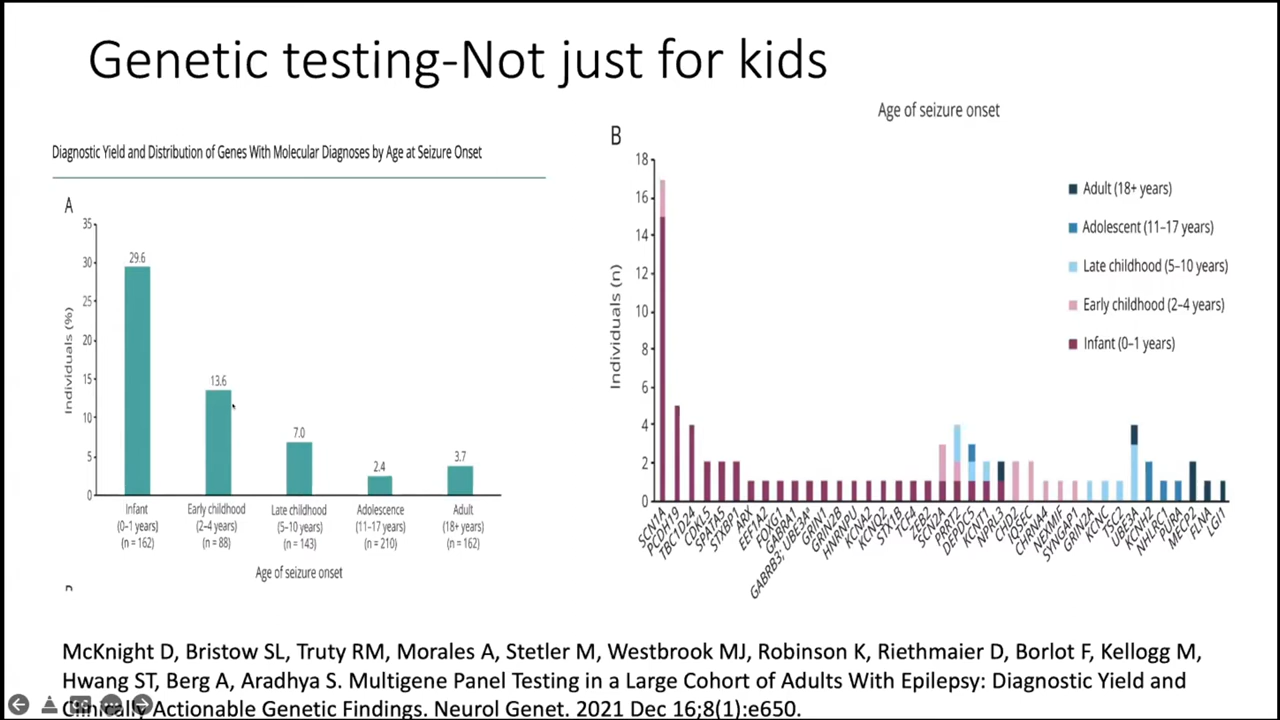 Genetic testing-Not just for kids
Diagnostic Yield and Distribution of Genes With Molecular Diagnoses by Age at Seizure Onset
A
Individuals (%)
35
30
25
20
15
10
5
0
29.6
13.6
7.0
2.4
3.7
Infant
(0–1 years)
(n = 162)
Early childhood
(2–4 years)
(n = 88)
Late childhood
(5–10 years)
(n = 143)
Adolescence
(11–17 years)
(n = 210)
Adult
(18+ years)
(n = 162)
Age of seizure onset
Age of seizure onset
B
Individuals (n)
18
16
14
12
10
8
6
4
2
0
Adult (18+ years)
Adolescent (11–17 years)
Late childhood (5–10 years)
Early childhood (2–4 years)
Infant (0–1 years)
SCN1A
PCDH19
TBC1D24
CDKL5
SPATA5
STXBP1
ARX
EEF1A2
FOXG1
GABRA1
GABRB3; UBE3Aª
GRIN1
GRIN2B
HNRNPU
KCNA2
KCNQ2
STX1B
TCF4
ZEB2
SCN2A
PRRT2
DEPDC5
KCNT1
NPRL3
CHD2
IQSEC
CHRNA4
NEXMIF
SYNGAP1
GRIN2A
KCNC
TSC2
UBE3A
KCNH2
NHLRC1
PURA
MECP2
FLNA
LGI1
McKnight D, Bristow SL, Truty RM, Morales A, Stetler M, Westbrook MJ, Robinson K, Riethmaier D, Borlot F, Kellogg M,
Hwang ST, Berg A, Aradhya S. Multigene Panel Testing in a Large Cohort of Adults With Epilepsy: Diagnostic Yield and
Clinically Actionable Genetic Findings. Neurol Genet. 2021 Dec 16;8(1):e650.